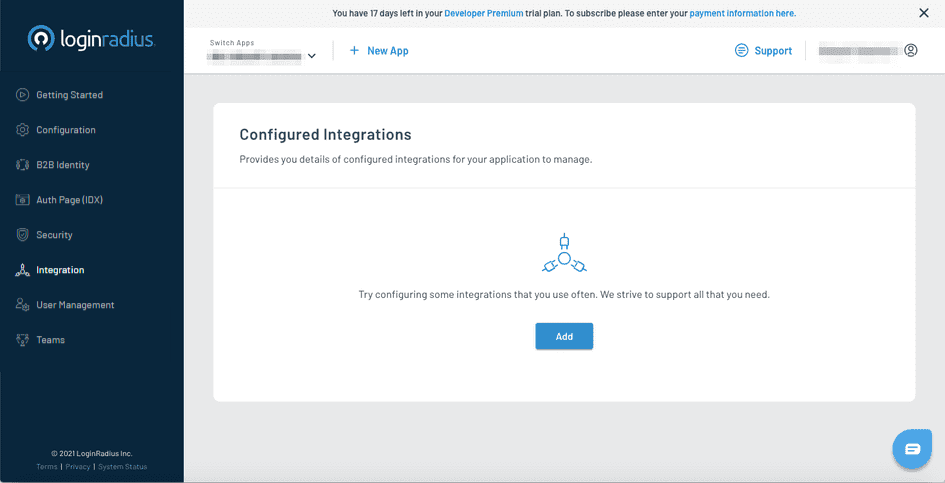 You have 17 days left in your Developer Premium trial plan. To subscribe please enter your payment information here.
loginradius.
Switch Apps
+ New App
Support
Getting Started
Configuration
B2B Identity
Auth Page (IDX)
Security
Integration
User Management
Teams
Configured Integrations
Provides you details of configured integrations for your application to manage.
Try configuring some integrations that you use often. We strive to support all that you need.
Add
© 2021 LoginRadius Inc.
Terms | Privacy | System Status